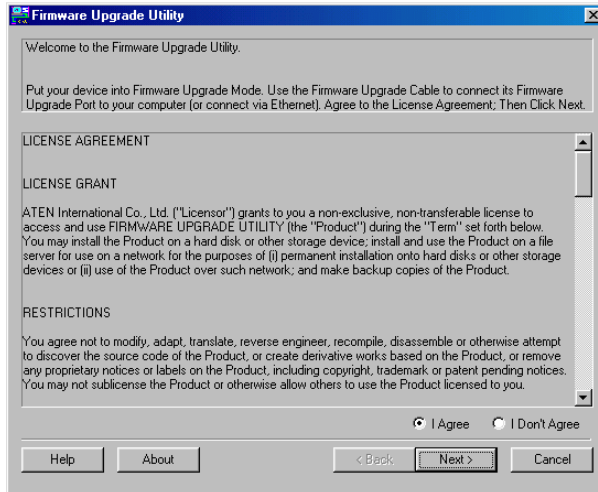 Firmware Upgrade Utility
Welcome to the Firmware Upgrade Utility.
Put your device into Firmware Upgrade Mode. Use the Firmware Upgrade Cable to connect its Firmware
Upgrade Port to your computer (or connect via Ethernet). Agree to the License Agreement; Then Click Next.
LICENSE AGREEMENT
LICENSE GRANT
ATEN International Co., Ltd. ("Licensor") grants to you a non-exclusive, non-transferable license to
access and use FIRMWARE UPGRADE UTILITY (the "Product") during the "Term" set forth below.
You may install the Product on a hard disk or other storage device; install and use the Product on a file
server for use on a network for the purposes of (i) permanent installation onto hard disks or other storage
devices or (ii) use of the Product over such network; and make backup copies of the Product.
RESTRICTIONS
You agree not to modify, adapt, translate, reverse engineer, recompile, disassemble or otherwise attempt
to discover the source code of the Product, or create derivative works based on the Product, or remove
any proprietary notices or labels on the Product, including copyright, trademark or patent pending notices.
You may not sublicense the Product or otherwise allow others to use the Product licensed to you.
I Agree I Don't Agree
Help About < Back Next > Cancel